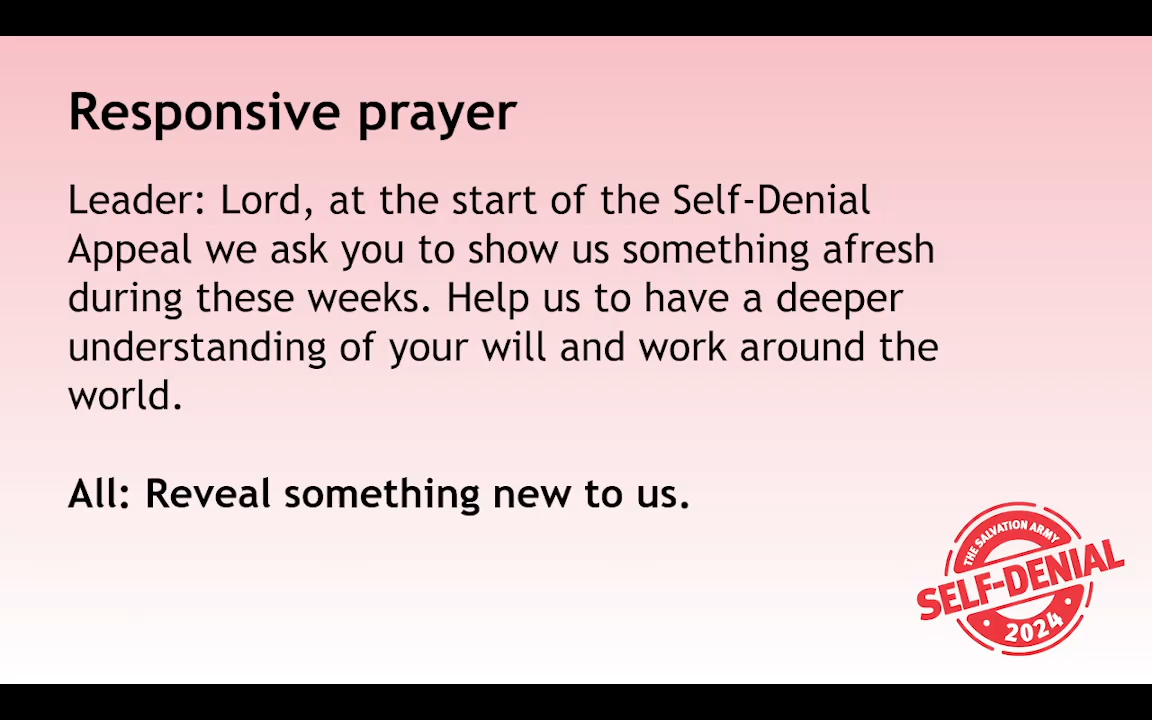 Responsive prayer
Leader: Lord, at the start of the Self-Denial
Appeal we ask you to show us something afresh
during these weeks. Help us to have a deeper
understanding of your will and work around the
world.
All: Reveal something new to us.
THE SALVATION ARMY
SELF-DENIAL
2024